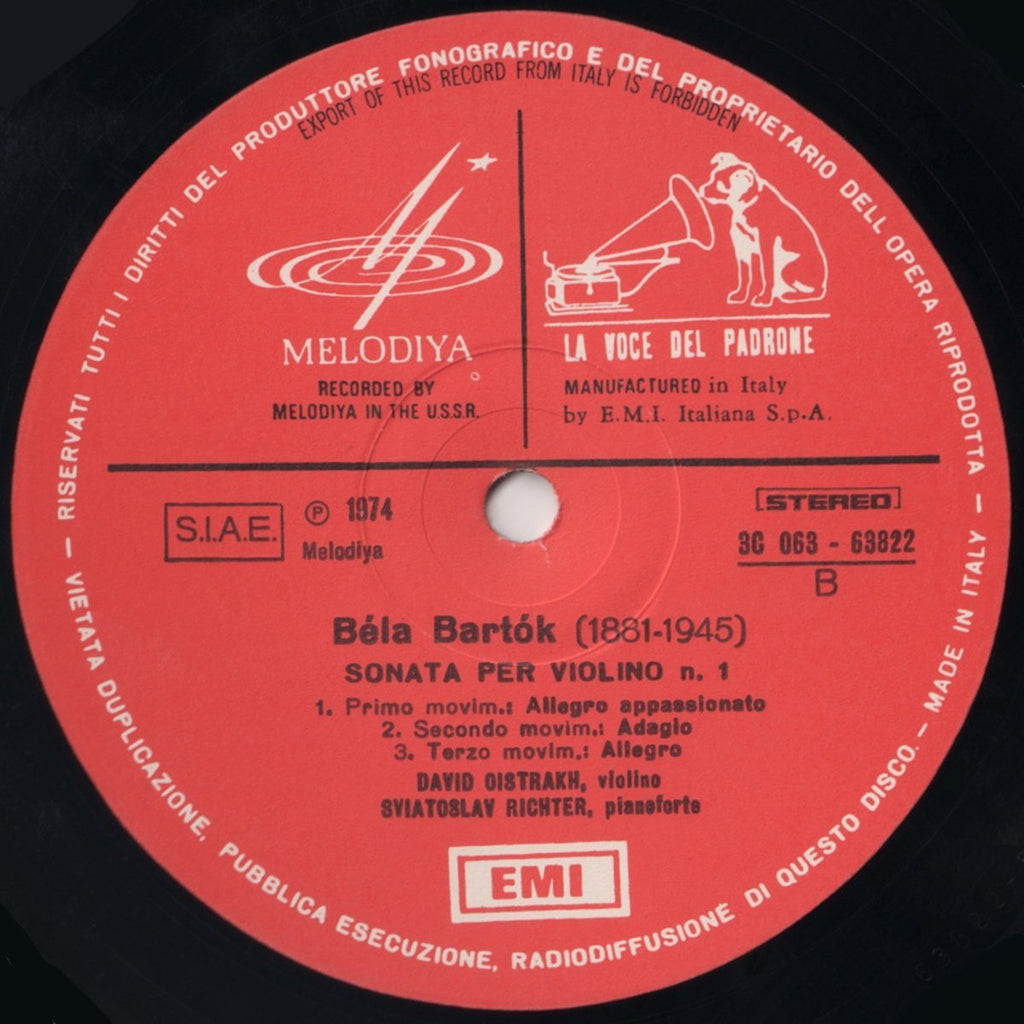 — RISERVATI TUTTI I DIRITTI DEL PRODUTTORE FONOGRAFICO E DEL PROPRIETARIO DELL'OPERA RIPRODOTTA — MADE IN ITALY —
EXPORT OF THIS RECORD FROM ITALY IS FORBIDDEN
MELODIYA
RECORDED BY
MELODIYA IN THE U.S.S.R.
LA VOCE DEL PADRONE
MANUFACTURED in Italy
by E.M.I. Italiana S.p.A.
S.I.A.E.
℗ 1974
Melodiya
STEREO
3C 063 - 63822
B
Béla Bartók (1881-1945)
SONATA PER VIOLINO n. 1
1. Primo movim.: Allegro appassionato
2. Secondo movim.: Adagio
3. Terzo movim.: Allegro
DAVID OISTRAKH, violino
SVIATOSLAV RICHTER, pianoforte
EMI
VIETATA DUPLICAZIONE, PUBBLICA ESECUZIONE, RADIODIFFUSIONE DI QUESTO DISCO.